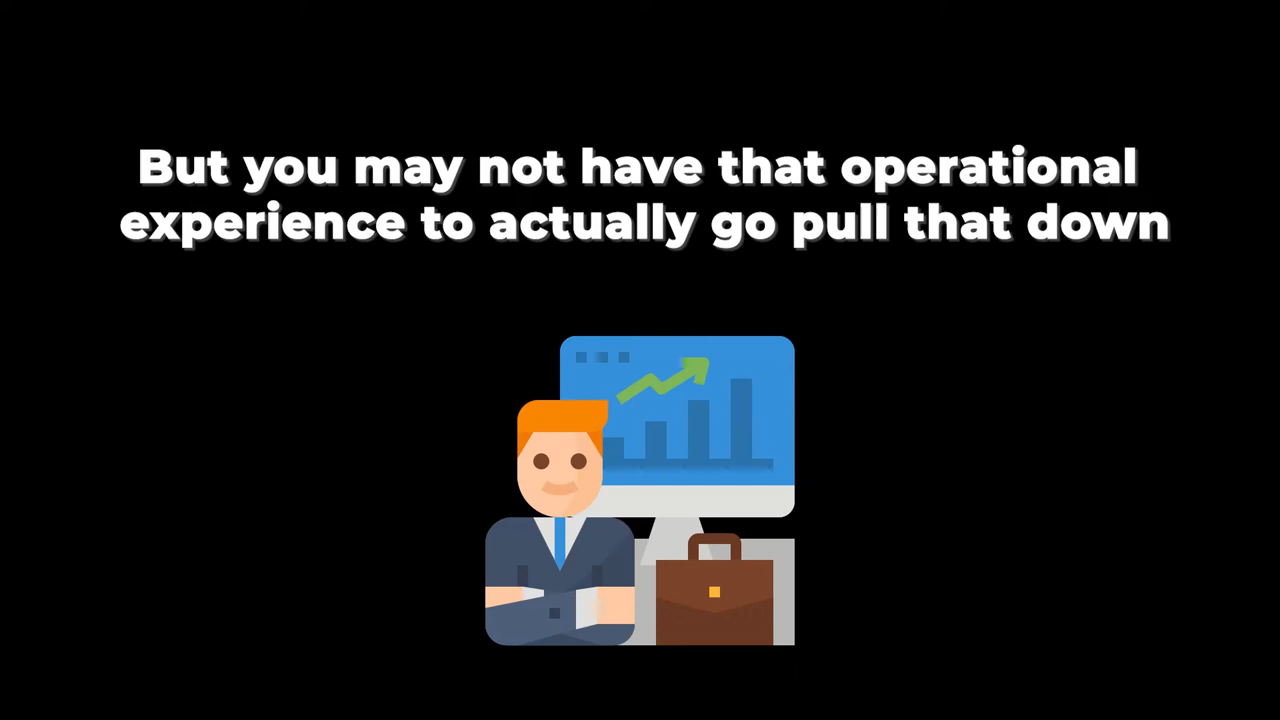 But you may not have that operational
experience to actually go pull that down